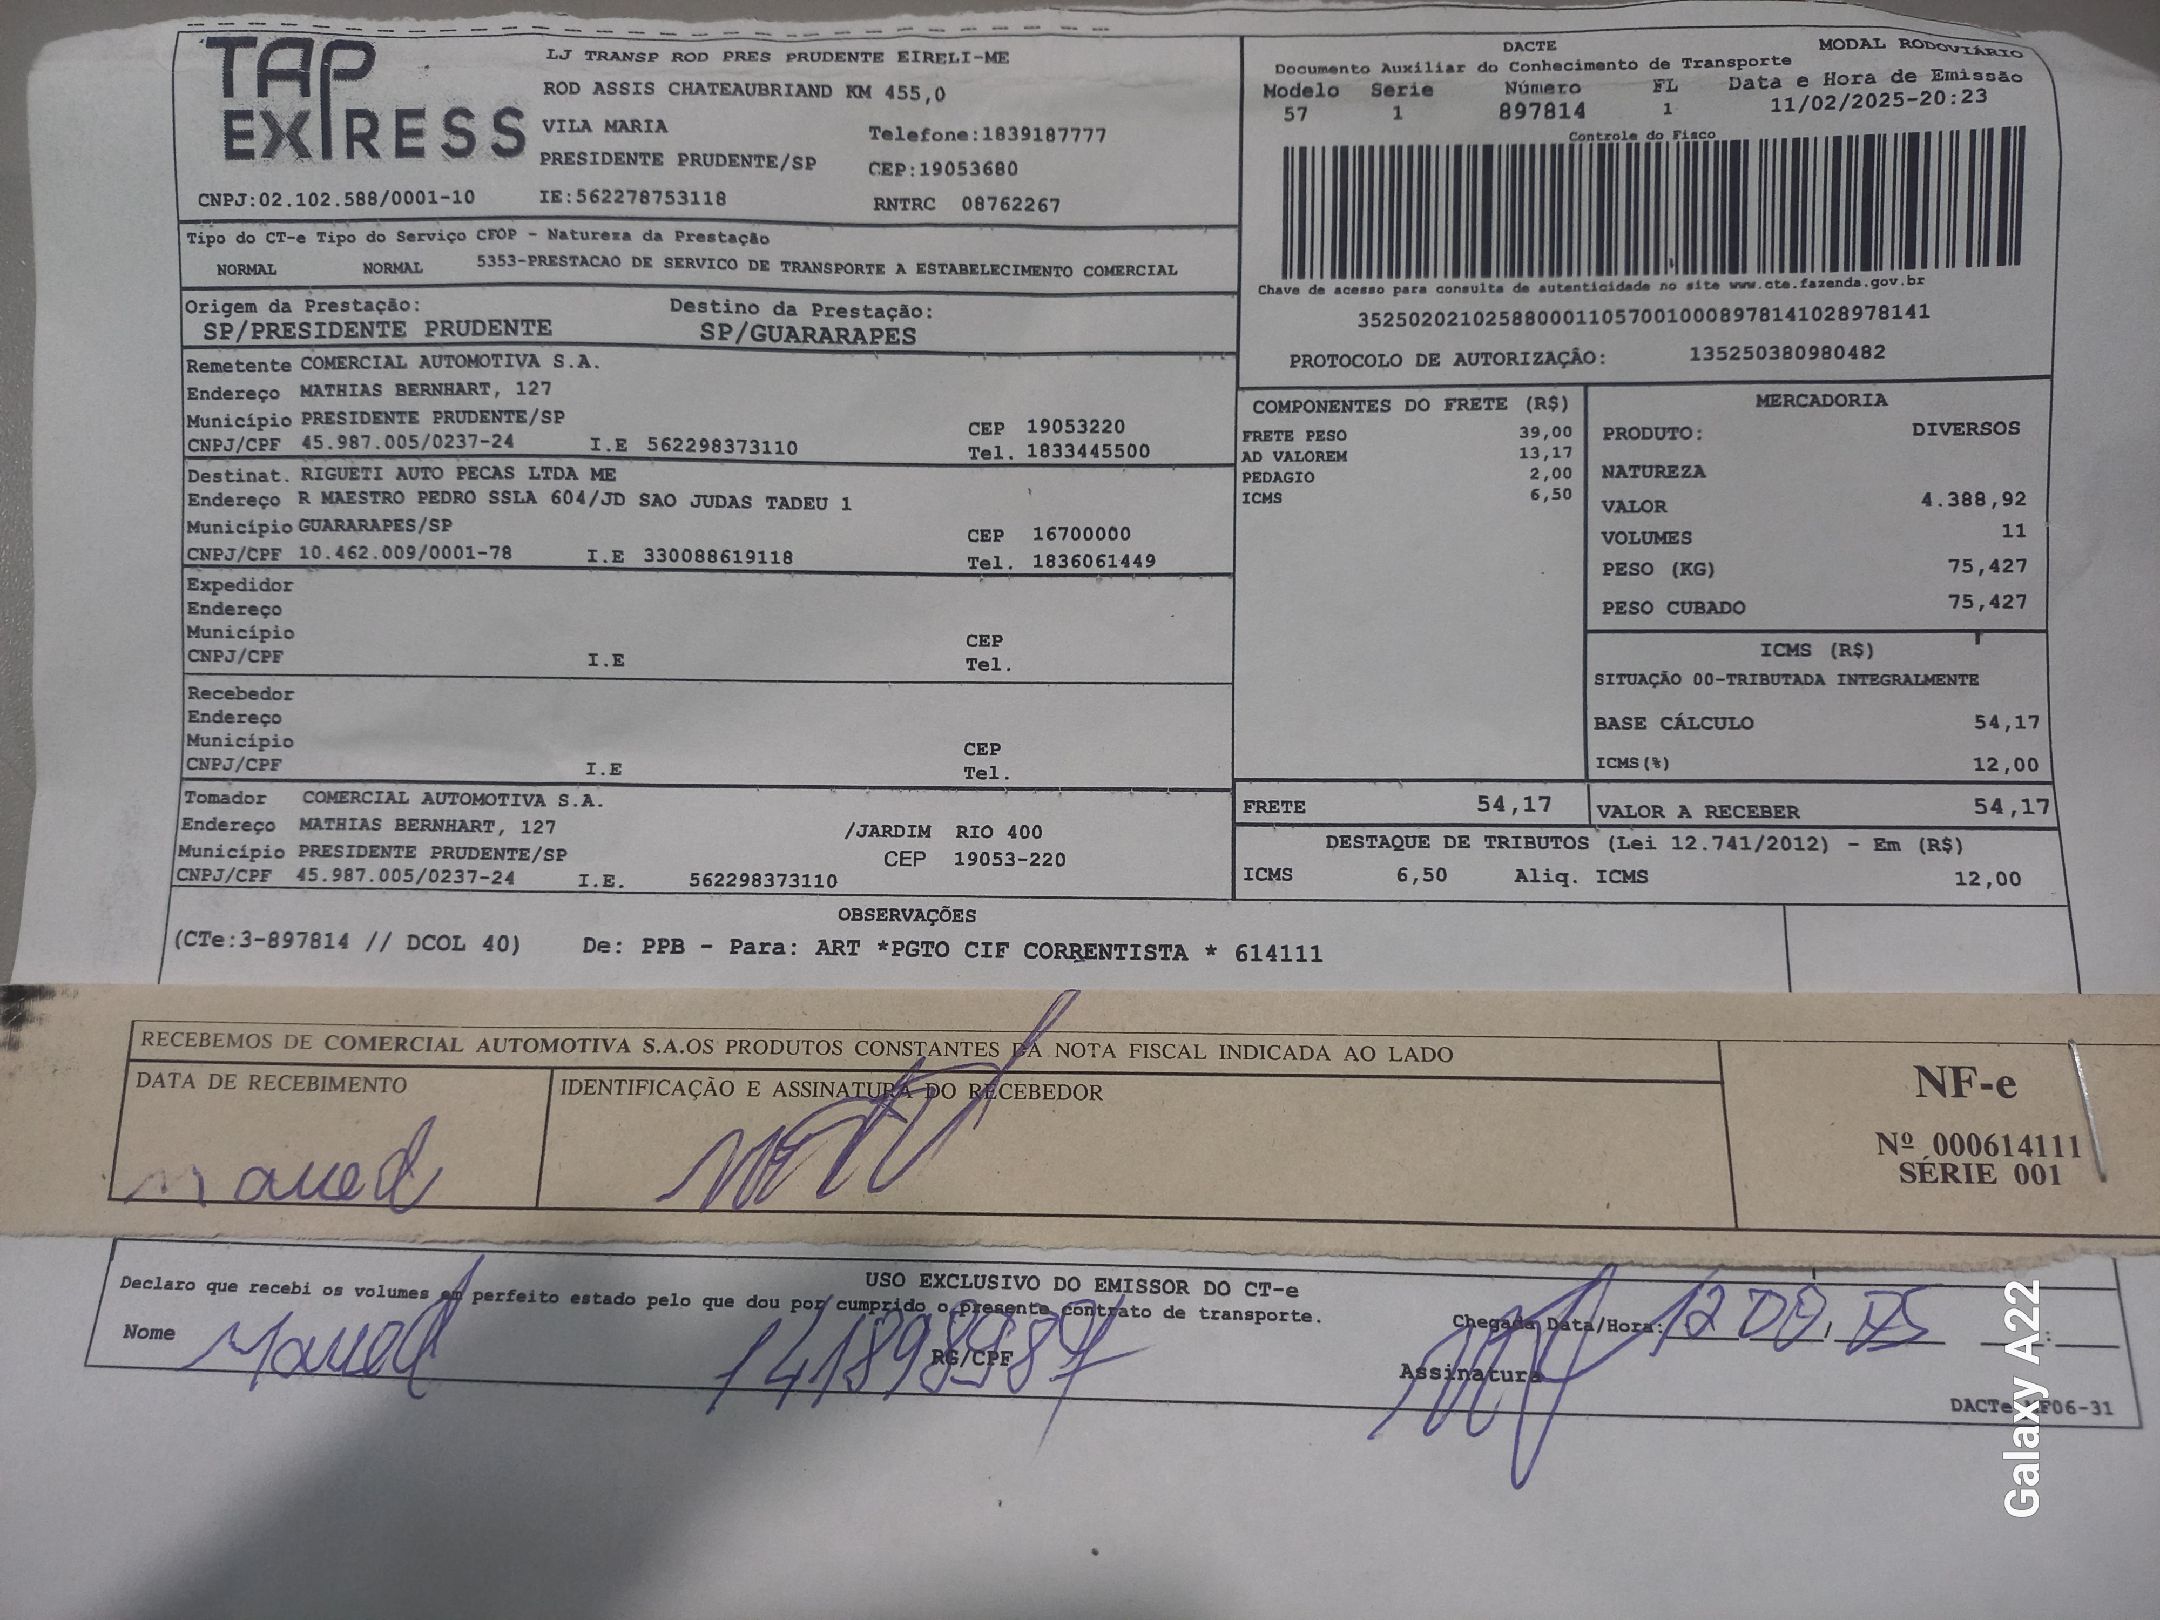 TAP EXPRESS
LJ TRANSP ROD PRES PRUDENTE EIRELI-ME
ROD ASSIS CHATEAUBRIAND KM 455,0
VILA MARIA Telefone:1839187777
PRESIDENTE PRUDENTE/SP CEP:19053680
CNPJ:02.102.588/0001-10 IE:562278753118 RNTRC 08762267
DACTE MODAL RODOVIÁRIO
Documento Auxiliar do Conhecimento de Transporte
Modelo Serie Número FL Data e Hora de Emissão
57 1 897814 1 11/02/2025-20:23
Controle do Fisco
Chave de acesso para consulta de autenticidade no site www.cte.fazenda.gov.br
35250202102588000110570010008978141028978141
PROTOCOLO DE AUTORIZAÇÃO: 135250380980482
Tipo do CT-e Tipo do Serviço CFOP - Natureza da Prestação
NORMAL NORMAL 5353-PRESTACAO DE SERVICO DE TRANSPORTE A ESTABELECIMENTO COMERCIAL
Origem da Prestação: Destino da Prestação:
SP/PRESIDENTE PRUDENTE SP/GUARARAPES
Remetente COMERCIAL AUTOMOTIVA S.A.
Endereço MATHIAS BERNHART, 127
Município PRESIDENTE PRUDENTE/SP CEP 19053220
CNPJ/CPF 45.987.005/0237-24 I.E 562298373110 Tel. 1833445500
Destinat. RIGUETI AUTO PECAS LTDA ME
Endereço R MAESTRO PEDRO SSLA 604/JD SAO JUDAS TADEU 1
Município GUARARAPES/SP CEP 16700000
CNPJ/CPF 10.462.009/0001-78 I.E 330088619118 Tel. 1836061449
Expedidor
Endereço
Município CEP
CNPJ/CPF I.E Tel.
Recebedor
Endereço
Município CEP
CNPJ/CPF I.E Tel.
Tomador COMERCIAL AUTOMOTIVA S.A.
Endereço MATHIAS BERNHART, 127 /JARDIM RIO 400
Município PRESIDENTE PRUDENTE/SP CEP 19053-220
CNPJ/CPF 45.987.005/0237-24 I.E. 562298373110
COMPONENTES DO FRETE (R$)
FRETE PESO 39,00
AD VALOREM 13,17
PEDAGIO 2,00
ICMS 6,50
MERCADORIA
PRODUTO: DIVERSOS
NATUREZA
VALOR 4.388,92
VOLUMES 11
PESO (KG) 75,427
PESO CUBADO 75,427
ICMS (R$)
SITUAÇÃO 00-TRIBUTADA INTEGRALMENTE
BASE CÁLCULO 54,17
ICMS(%) 12,00
FRETE 54,17 VALOR A RECEBER 54,17
DESTAQUE DE TRIBUTOS (Lei 12.741/2012) - Em (R$)
ICMS 6,50 Aliq. ICMS 12,00
OBSERVAÇÕES
(CTe:3-897814 // DCOL 40) De: PPB - Para: ART *PGTO CIF CORRENTISTA * 614111
RECEBEMOS DE COMERCIAL AUTOMOTIVA S.A.OS PRODUTOS CONSTANTES DA NOTA FISCAL INDICADA AO LADO
DATA DE RECEBIMENTO IDENTIFICAÇÃO E ASSINATURA DO RECEBEDOR
NF-e
Nº 000614111
SÉRIE 001
USO EXCLUSIVO DO EMISSOR DO CT-e
Declaro que recebi os volumes em perfeito estado pelo que dou por cumprido o presente contrato de transporte.
Nome RG/CPF 141898987 Chegada Data/Hora:
Assinatura
Galaxy A22